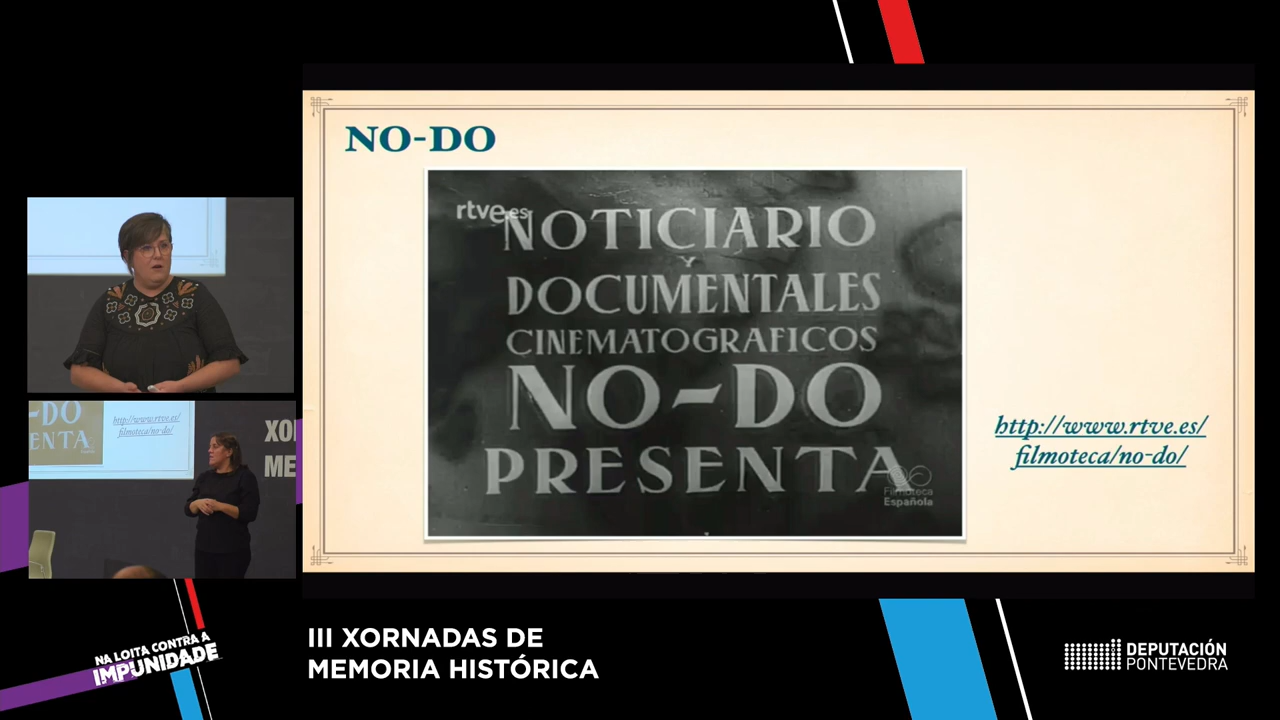 NO-DO
rtve.es
NOTICIARIO
Y
DOCUMENTALES
CINEMATOGRAFICOS
NO-DO
PRESENTA
Filmoteca
Española
http://www.rtve.es/
filmoteca/no-do/
-DO
ENTA
http://www.rtve.es/
filmoteca/no-do/
XOR
ME
NA LOITA CONTRA A
IMPUNIDADE
III XORNADAS DE
MEMORIA HISTÓRICA
DEPUTACIÓN
PONTEVEDRA